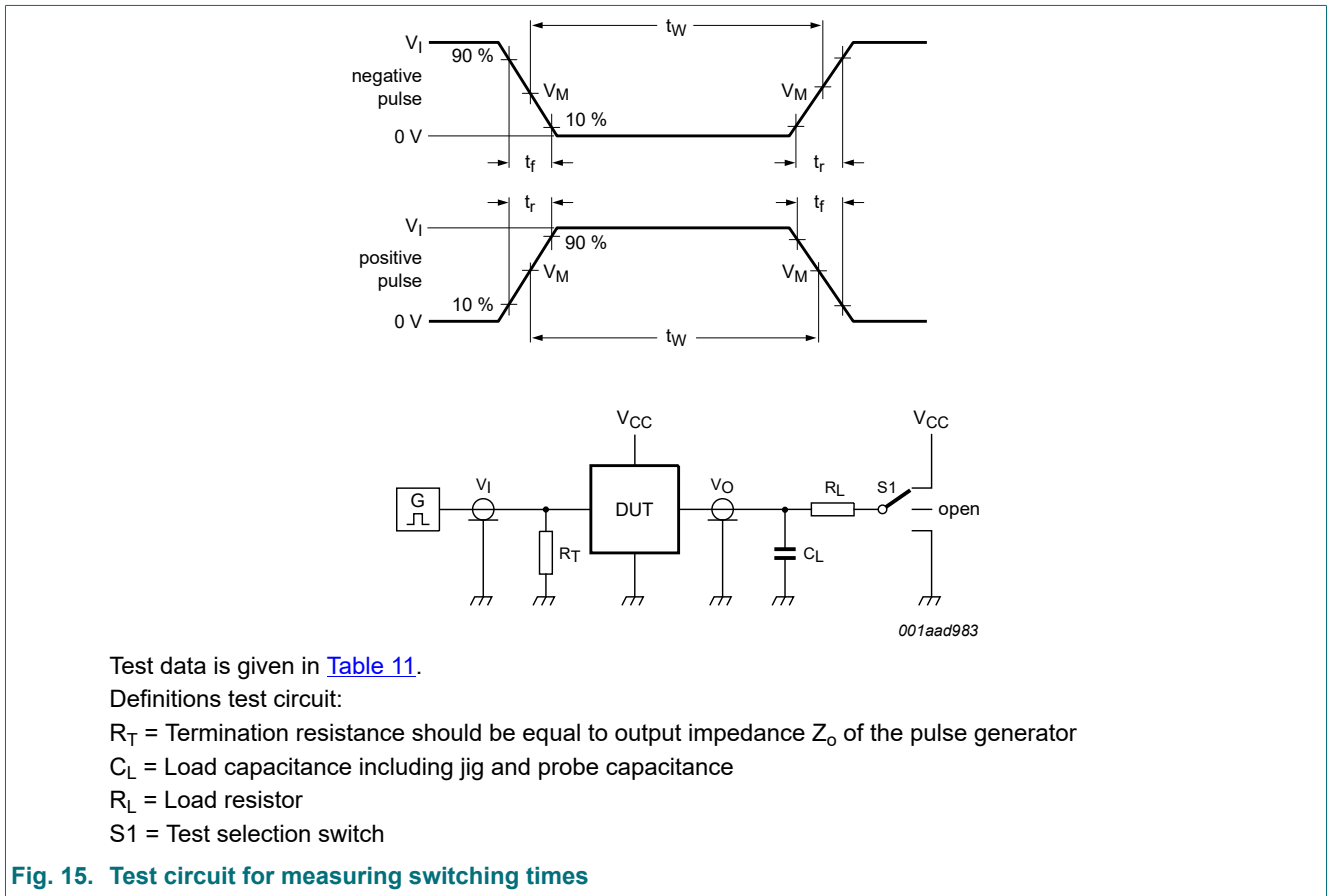 tW
VI
90 %
negative
pulse
VM
VM
10 %
0 V
tf
tr
tr
tf
VI
90 %
positive
pulse
VM
VM
10 %
0 V
tW
VCC
VCC
G
VI
DUT
VO
RL
S1
open
RT
CL
001aad983
Test data is given in Table 11.
Definitions test circuit:
RT = Termination resistance should be equal to output impedance Zo of the pulse generator
CL = Load capacitance including jig and probe capacitance
RL = Load resistor
S1 = Test selection switch
Fig. 15. Test circuit for measuring switching times